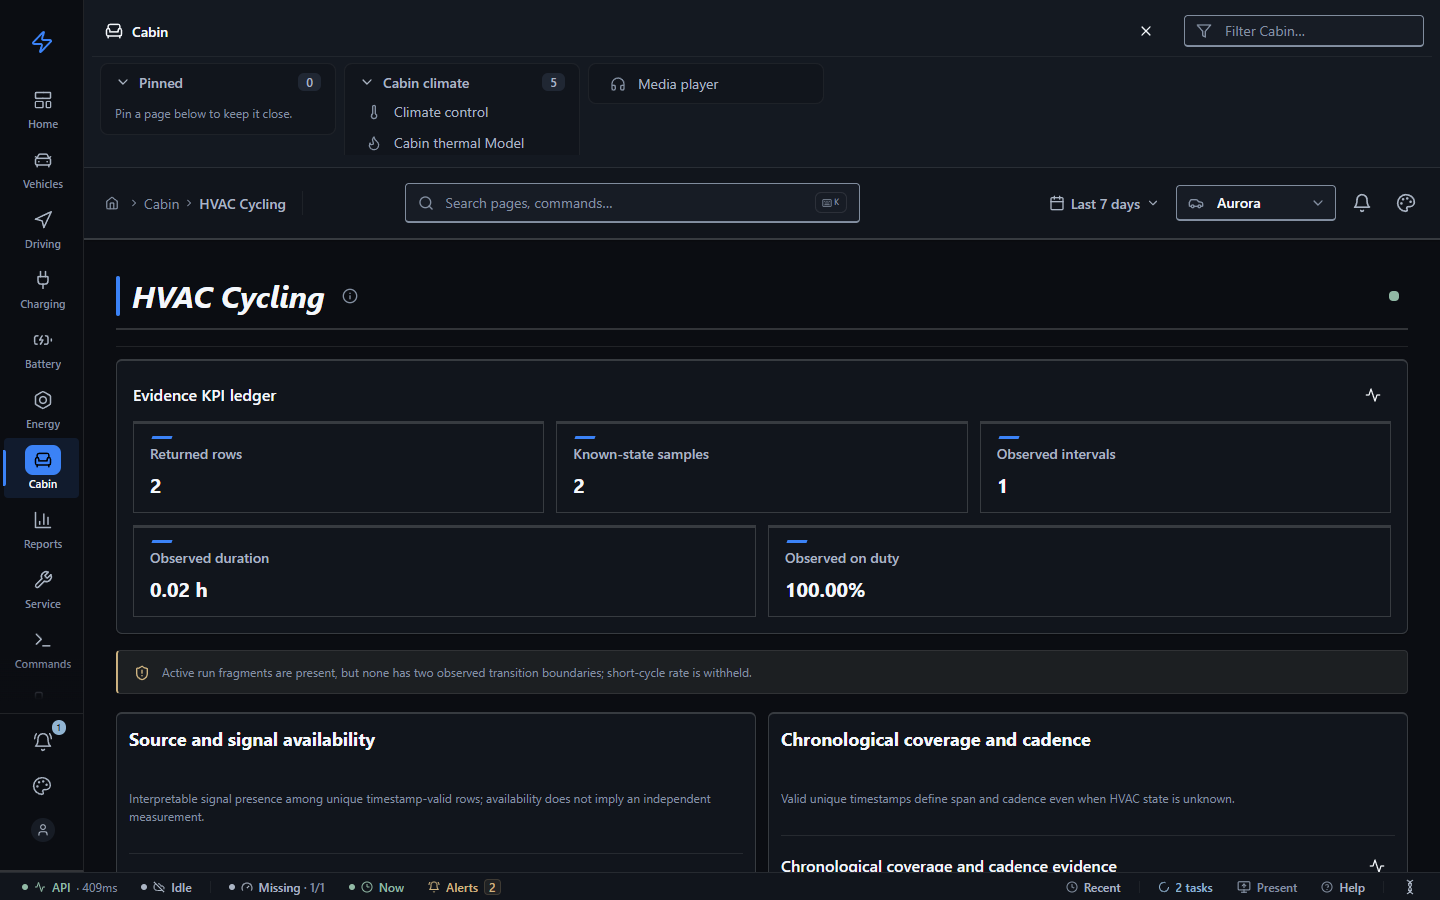 Cabin
Filter Cabin...
Pinned
0
Pin a page below to keep it close.
Cabin climate
5
Climate control
Cabin thermal Model
Media player
Home
Vehicles
Driving
Charging
Battery
Energy
Cabin
Reports
Service
Commands
1
Cabin
HVAC Cycling
Search pages, commands...
K
Last 7 days
Aurora
HVAC Cycling
Evidence KPI ledger
Returned rows
2
Known-state samples
2
Observed intervals
1
Observed duration
0.02 h
Observed on duty
100.00%
Active run fragments are present, but none has two observed transition boundaries; short-cycle rate is withheld.
Source and signal availability
Interpretable signal presence among unique timestamp-valid rows; availability does not imply an independent
measurement.
Chronological coverage and cadence
Valid unique timestamps define span and cadence even when HVAC state is unknown.
Chronological coverage and cadence evidence
API · 409ms
Idle
Missing · 1/1
Now
Alerts 2
Recent
2 tasks
Present
Help